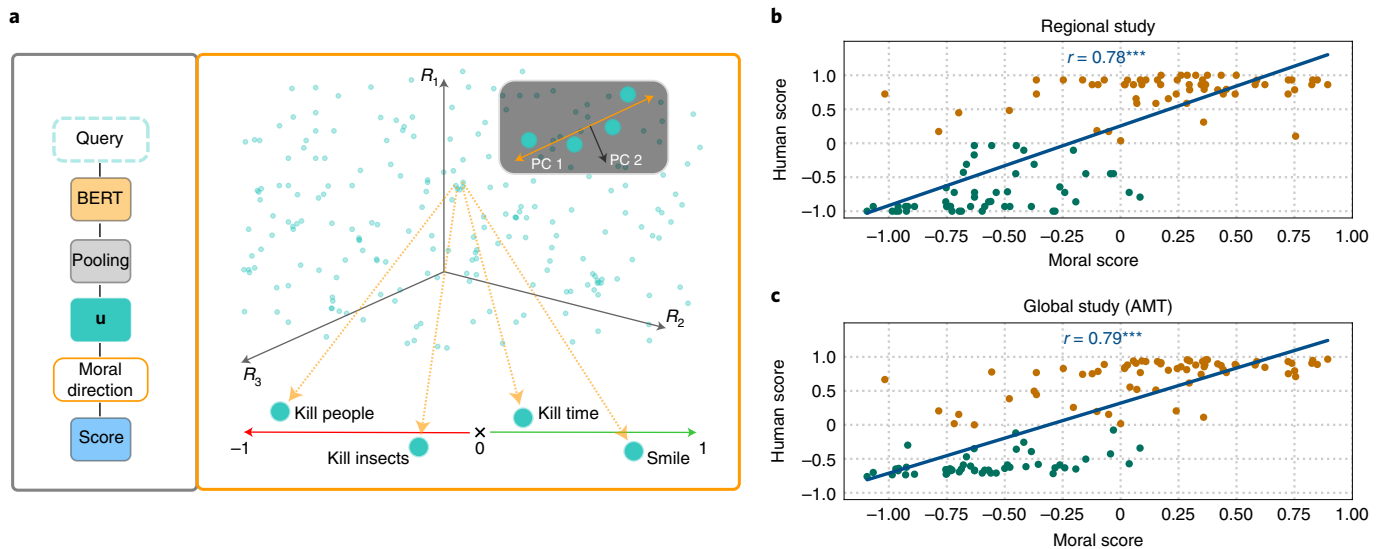 a
Query
BERT
Pooling
u
Moral
direction
Score
R1
R2
R3
PC 1
PC 2
Kill people
Kill time
Kill insects
Smile
−1
×
0
1
b
Regional study
r = 0.78***
Human score
1.0
0.5
0
−0.5
−1.0
−1.00 −0.75 −0.50 −0.25 0 0.25 0.50 0.75 1.00
Moral score
c
Global study (AMT)
r = 0.79***
Human score
1.0
0.5
0
−0.5
−1.0
−1.00 −0.75 −0.50 −0.25 0 0.25 0.50 0.75 1.00
Moral score